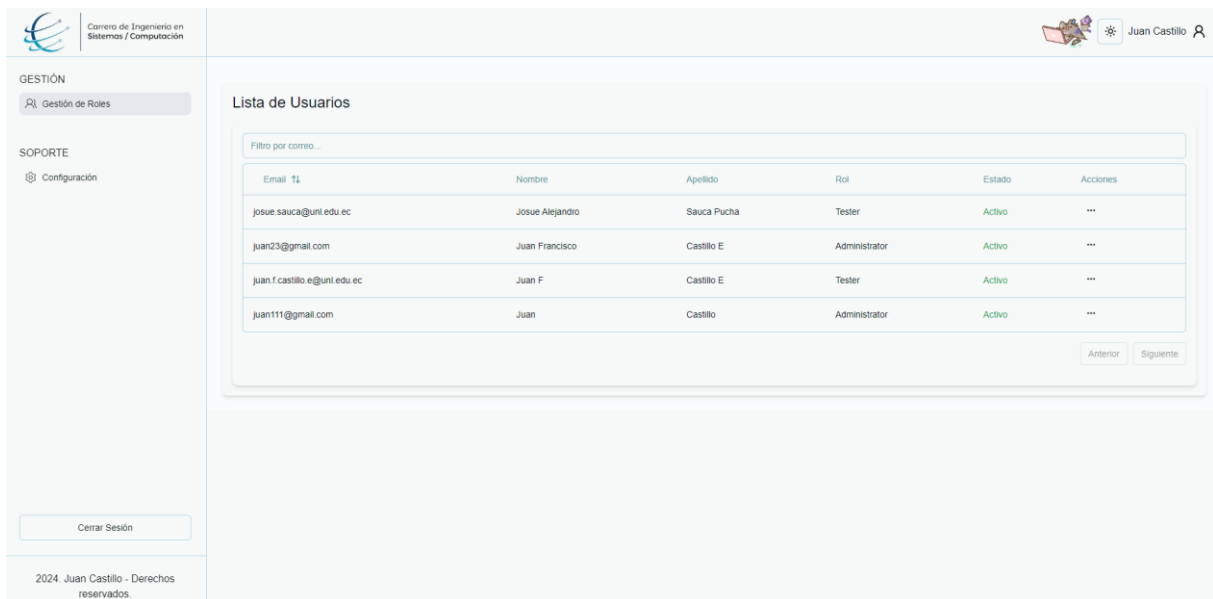 Carrera de Ingeniería en
Sistemas / Computación
Juan Castillo
GESTIÓN
Gestión de Roles
SOPORTE
Configuración
Cerrar Sesión
2024. Juan Castillo - Derechos
reservados.
Lista de Usuarios
Filtro por correo...
Email Nombre Apellido Rol Estado Acciones
josue.sauca@unl.edu.ec Josue Alejandro Sauca Pucha Tester Activo ...
juan23@gmail.com Juan Francisco Castillo E Administrator Activo ...
juan.f.castillo.e@unl.edu.ec Juan F Castillo E Tester Activo ...
juan111@gmail.com Juan Castillo Administrator Activo ...
Anterior Siguiente